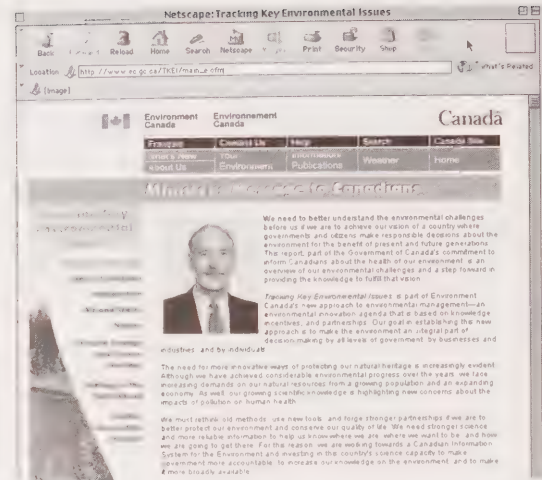 Netscape: Tracking Key Environmental Issues
Back Reload Home Search Netscape Print Security Shop
Location: http://www.ec.gc.ca/TKEI/main_e.cfm What's Related
(Image)
Environment Canada Environnement Canada Canada
Français Contact Us Help Search Canada Site
What's New Your Environment Publications Weather Home
About Us
Minister's Message to Canadians
We need to better understand the environmental challenges
before us if we are to achieve our vision of a country where
governments and citizens make responsible decisions about the
environment for the benefit of present and future generations.
This report, part of the Government of Canada's commitment to
inform Canadians about the health of our environment is an
overview of our environmental challenges and a step forward in
providing the knowledge to fulfill that vision.
Tracking Key Environmental Issues is part of Environment
Canada's new approach to environmental management—an
environmental innovation agenda that is based on knowledge
incentives, and partnerships. Our goal in establishing this new
approach is to make the environment an integral part of
decision-making by all levels of government, by businesses and
industries, and by individuals.
The need for more innovative ways of protecting our natural heritage is increasingly evident.
Although we have achieved considerable environmental progress over the years, we face
increasing demands on our natural resources from a growing population and an expanding
economy. As well, our growing scientific knowledge is highlighting new concerns about the
impacts of pollution on human health.
We must rethink old methods, use new tools, and forge stronger partnerships if we are to
better protect our environment and conserve our quality of life. We need stronger science
and more reliable information to help us know where we are, where we want to be, and how
we are going to get there. For the reason, we are working towards a Canadian Information
System for the Environment and investing in the country's science capacity to make
government more accountable, to increase our knowledge on the environment, and to make
it more broadly available.